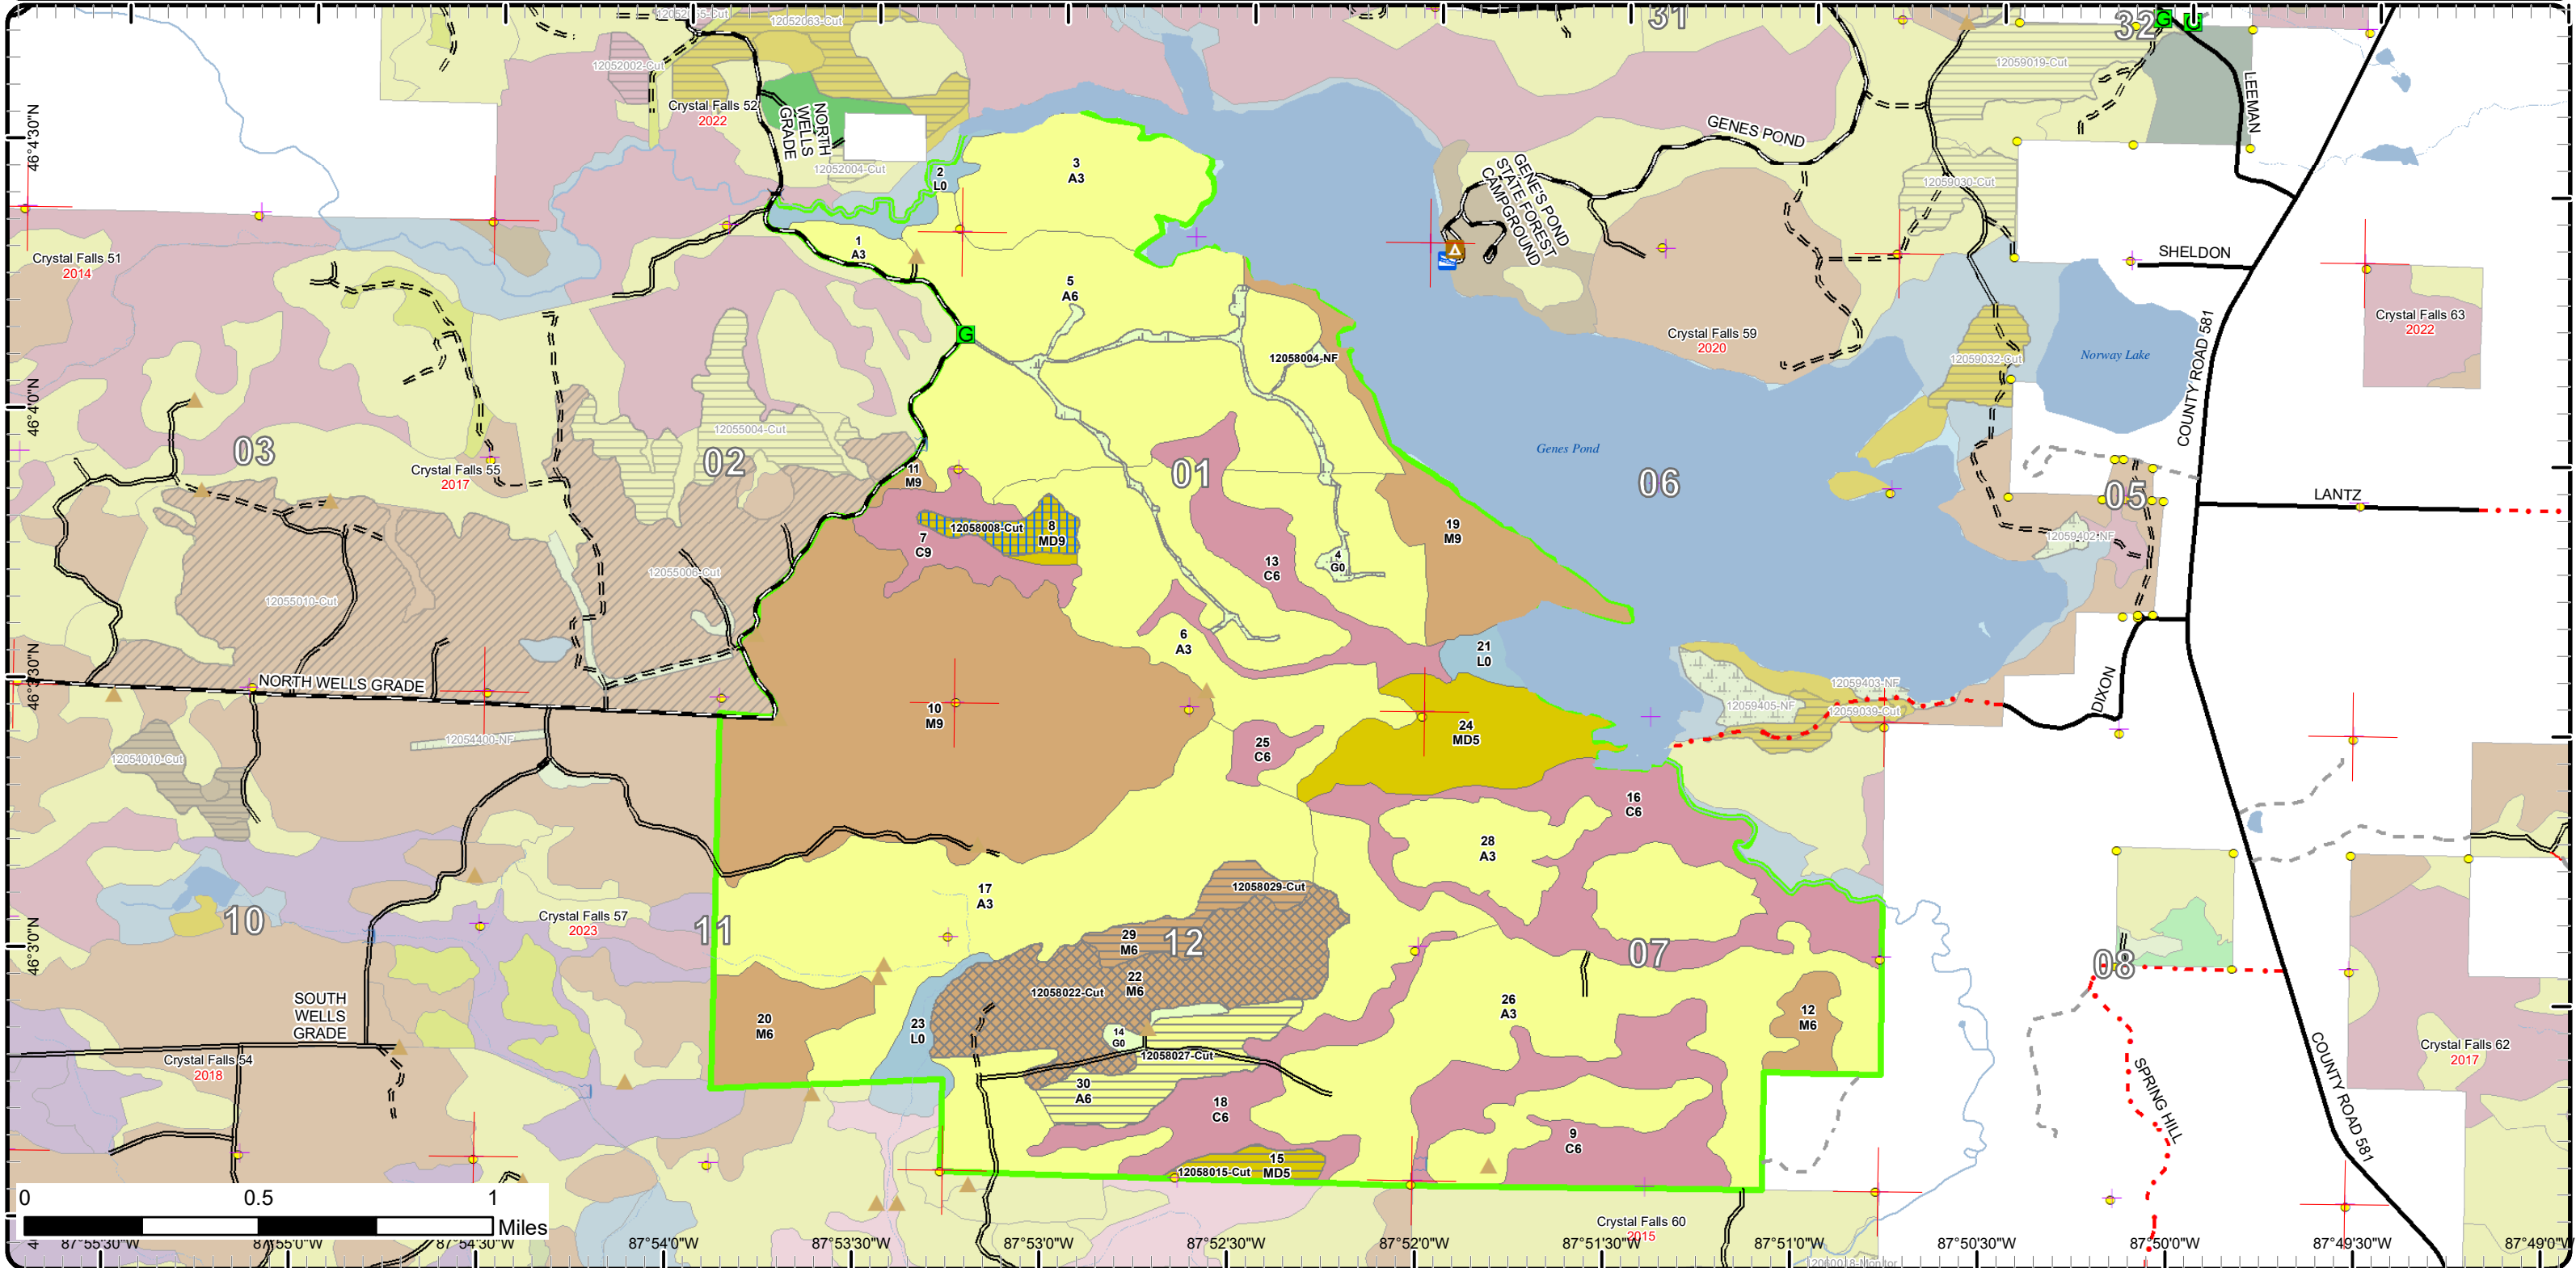 12052063-Cut
31
32
12052002-Cut
12059019-Cut
Crystal Falls 52
2022
NORTH
WELLS
GRADE
LEEMAN
GENES POND
46°4'30"N
12052004-Cut
3
A3
2
L0
GENE'S POND
STATE FOREST
CAMPGROUND
12059030-Cut
1
A3
SHELDON
Crystal Falls 51
2014
5
A6
COUNTY ROAD 581
Crystal Falls 63
2022
G
G
Crystal Falls 59
2020
Norway Lake
12058004-NF
12059032-Cut
46°4'0"N
12055004-Cut
03
02
01
06
05
Genes Pond
Crystal Falls 55
2017
11
M9
LANTZ
12058008-Cut
8
MD9
7
C9
19
M9
12059402-NF
13
C6
4
G0
12055006-Cut
12055010-Cut
6
A3
21
L0
46°3'30"N
NORTH WELLS GRADE
12059403-NF
DIXON
12059405-NF
12059039-Cut
10
M9
24
MD5
25
C6
12054400-NF
12054010-Cut
16
C6
28
A3
17
A3
12058029-Cut
10
Crystal Falls 57
2023
11
29
M6
12
07
08
46°3'0"N
22
M6
12058022-Cut
SOUTH
WELLS
GRADE
20
M6
23
L0
26
A3
12
M6
14
G0
12058027-Cut
Crystal Falls 54
2018
Crystal Falls 62
2017
30
A6
18
C6
SPRING HILL
COUNTY ROAD 581
9
C6
15
MD5
12058015-Cut
0
0.5
1
Miles
Crystal Falls 60
2015
87°55'30"W
87°55'0"W
87°54'30"W
87°54'0"W
87°53'30"W
87°53'0"W
87°52'30"W
87°52'0"W
87°51'30"W
87°51'0"W
87°50'30"W
87°50'0"W
87°49'30"W
87°49'0"W